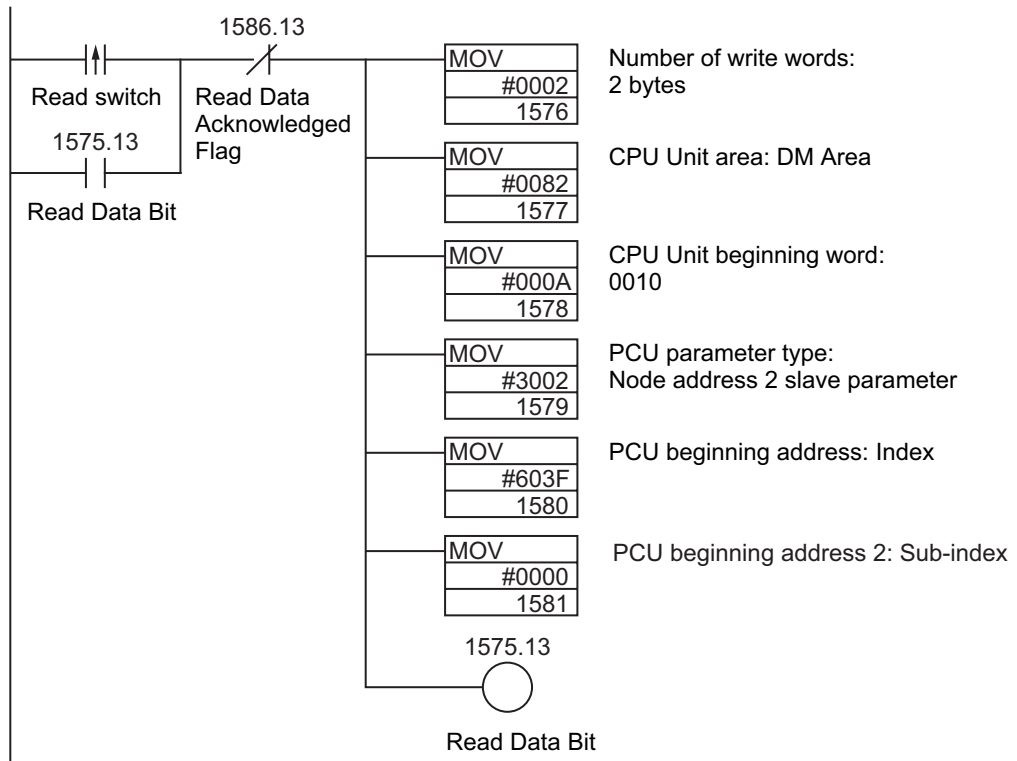 1586.13
Read switch
Read Data
Acknowledged
Flag
1575.13
Read Data Bit
MOV
#0002
1576
Number of write words:
2 bytes
MOV
#0082
1577
CPU Unit area: DM Area
MOV
#000A
1578
CPU Unit beginning word:
0010
MOV
#3002
1579
PCU parameter type:
Node address 2 slave parameter
MOV
#603F
1580
PCU beginning address: Index
MOV
#0000
1581
PCU beginning address 2: Sub-index
1575.13
Read Data Bit